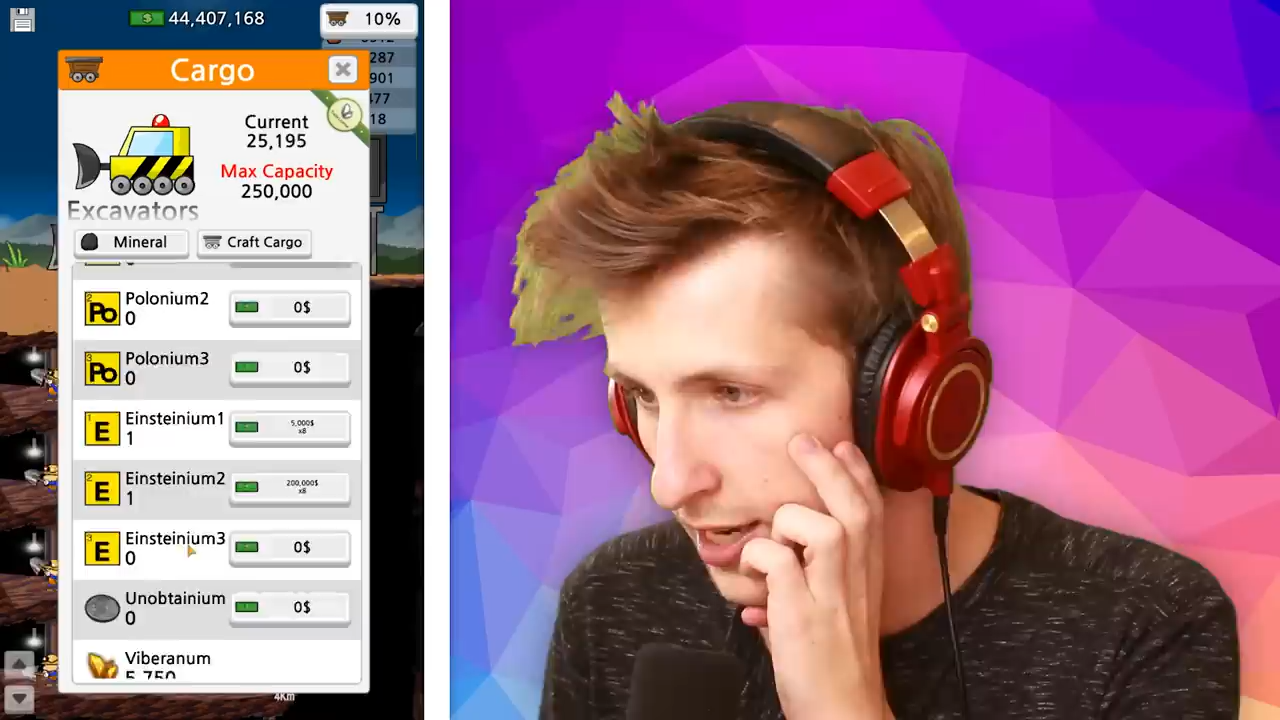 44,407,168
10%
287
901
477
18
Cargo
Current
25,195
Max Capacity
250,000
Excavators
Mineral
Craft Cargo
Polonium2
0
0$
Polonium3
0
0$
Einsteinium1
1
5,000$
x8
Einsteinium2
1
200,000$
x8
Einsteinium3
0
0$
Unobtainium
0
0$
Viberanum
5,750
4Km